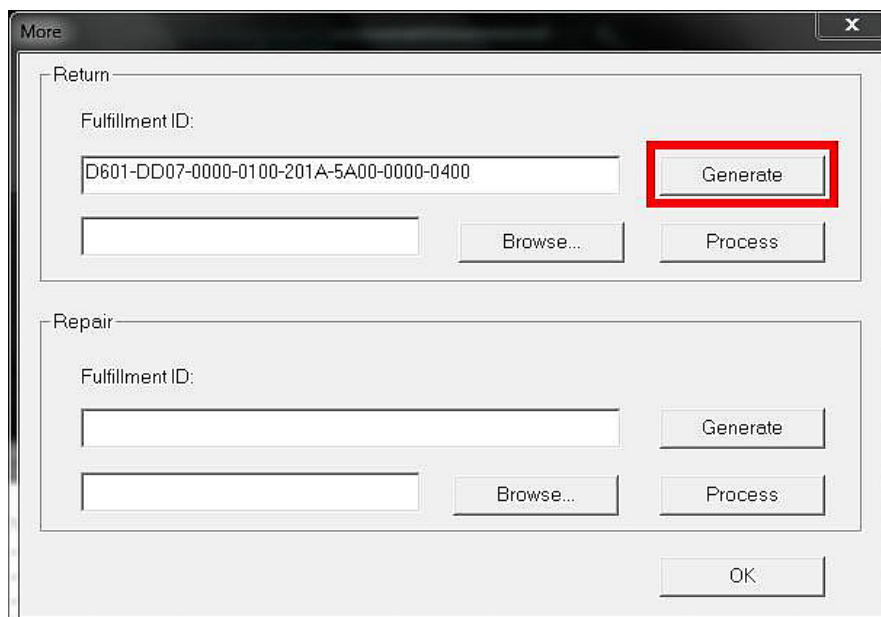 More
x
Return
Fulfillment ID:
D601-DD07-0000-0100-201A-5A00-0000-0400
Generate
Browse...
Process
Repair
Fulfillment ID:
Generate
Browse...
Process
OK